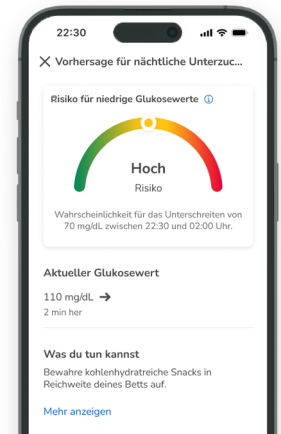 22:30
Vorhersage für nächtliche Unterzuc...
Risiko für niedrige Glukosewerte
Hoch
Risiko
Wahrscheinlichkeit für das Unterschreiten von
70 mg/dL zwischen 22:30 und 02:00 Uhr.
Aktueller Glukosewert
110 mg/dL →
2 min her
Was du tun kannst
Bewahre kohlenhydratreiche Snacks in
Reichweite deines Betts auf.
Mehr anzeigen